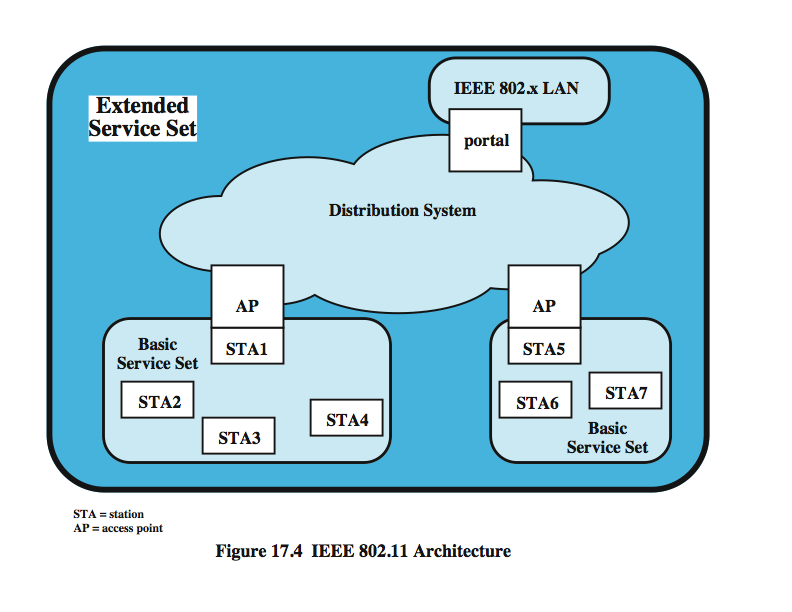 Extended
Service Set
IEEE 802.x LAN
portal
Distribution System
AP
AP
STA1
STA5
Basic
Service Set
STA2
STA3
STA4
STA6
STA7
Basic
Service Set
STA = station
AP = access point
Figure 17.4 IEEE 802.11 Architecture